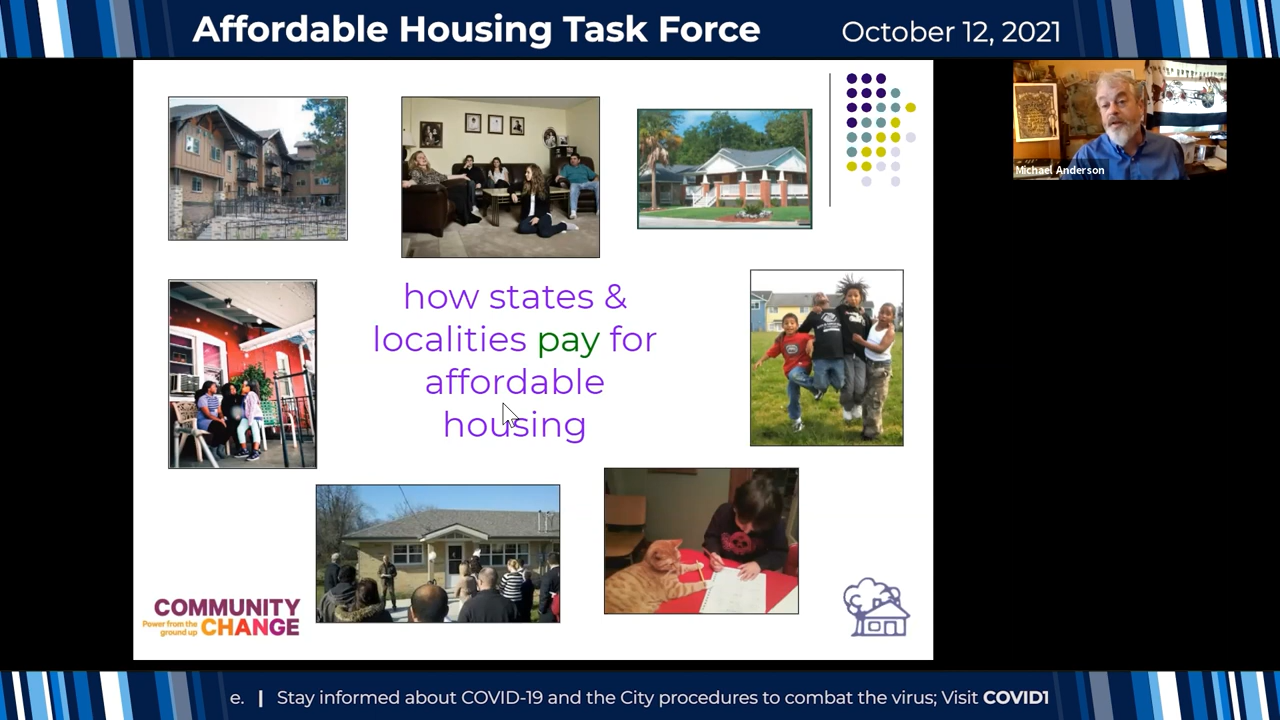 Affordable Housing Task Force
October 12, 2021
Michael Anderson
how states &
localities pay for
affordable
housing
COMMUNITY
Power from the
ground up
CHANGE
e. | Stay informed about COVID-19 and the City procedures to combat the virus; Visit COVID1